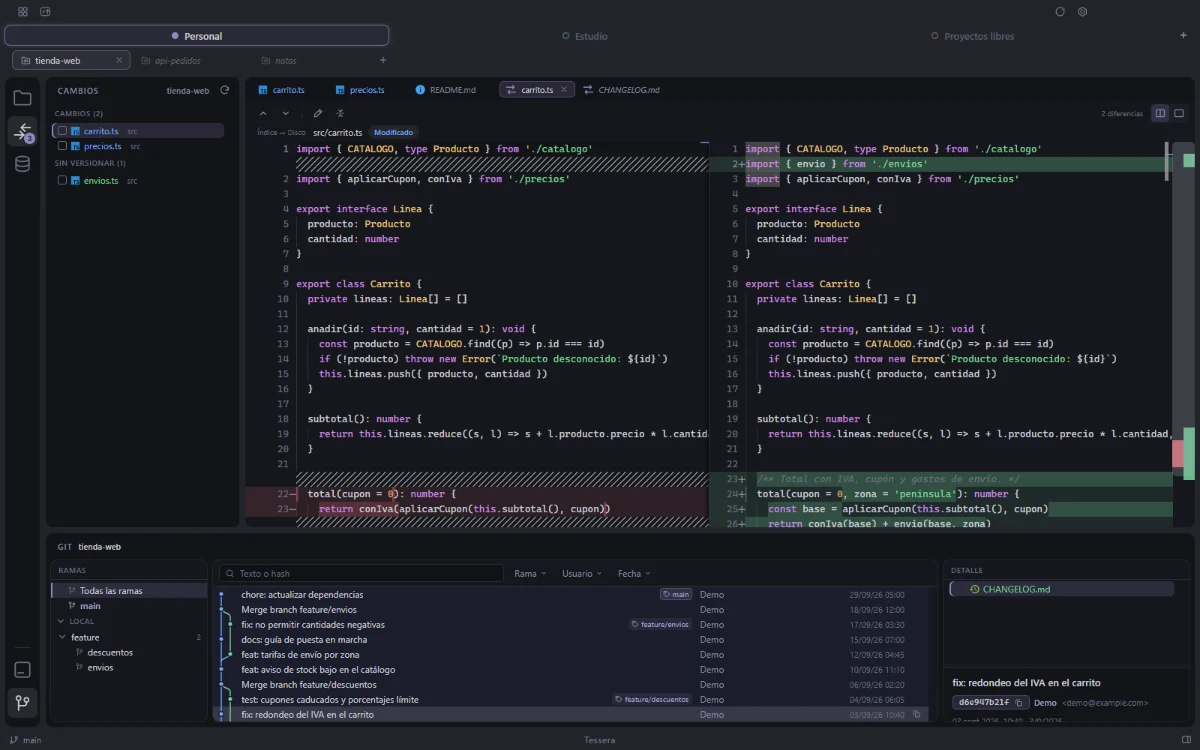 Personal
Estudio
Proyectos libres
+
tienda-web ×
api-pedidos
notas
+
CAMBIOS
tienda-web
CAMBIOS (2)
carrito.ts src
precios.ts src
SIN VERSIONAR (1)
envios.ts src
3
carrito.ts
precios.ts
README.md
carrito.ts ×
CHANGELOG.md
2 diferencias
Índice → Disco src/carrito.ts Modificado
1 import { CATALOGO, type Producto } from './catalogo'
2 import { aplicarCupon, conIva } from './precios'
3
4 export interface Linea {
5 producto: Producto
6 cantidad: number
7 }
8
9 export class Carrito {
10 private lineas: Linea[] = []
11
12 anadir(id: string, cantidad = 1): void {
13 const producto = CATALOGO.find((p) => p.id === id)
14 if (!producto) throw new Error(`Producto desconocido: ${id}`)
15 this.lineas.push({ producto, cantidad })
16 }
17
18 subtotal(): number {
19 return this.lineas.reduce((s, l) => s + l.producto.precio * l.cantid
20 }
21
22− total(cupon = 0): number {
23− return conIva(aplicarCupon(this.subtotal(), cupon))
1 import { CATALOGO, type Producto } from './catalogo'
2+ import { envio } from './envios'
3 import { aplicarCupon, conIva } from './precios'
4
5 export interface Linea {
6 producto: Producto
7 cantidad: number
8 }
9
10 export class Carrito {
11 private lineas: Linea[] = []
12
13 anadir(id: string, cantidad = 1): void {
14 const producto = CATALOGO.find((p) => p.id === id)
15 if (!producto) throw new Error(`Producto desconocido: ${id}`)
16 this.lineas.push({ producto, cantidad })
17 }
18
19 subtotal(): number {
20 return this.lineas.reduce((s, l) => s + l.producto.precio * l.cantidad,
21 }
22
23+ /** Total con IVA, cupón y gastos de envío. */
24+ total(cupon = 0, zona = 'peninsula'): number {
25+ const base = aplicarCupon(this.subtotal(), cupon)
26+ return conIva(base) + envio(base, zona)
GIT tienda-web
RAMAS
Todas las ramas
main
LOCAL
feature 2
descuentos
envios
Texto o hash
Rama
Usuario
Fecha
chore: actualizar dependencias main Demo 29/09/26 05:00
Merge branch feature/envios Demo 18/09/26 12:00
fix: no permitir cantidades negativas feature/envios Demo 17/09/26 03:30
docs: guía de puesta en marcha Demo 15/09/26 07:00
feat: tarifas de envío por zona Demo 12/09/26 04:45
feat: aviso de stock bajo en el catálogo Demo 10/09/26 11:10
Merge branch feature/descuentos Demo 06/09/26 02:20
test: cupones caducados y porcentajes límite feature/descuentos Demo 04/09/26 06:05
fix: redondeo del IVA en el carrito Demo 03/09/26 10:40
DETALLE
CHANGELOG.md
fix: redondeo del IVA en el carrito
d6e947b21f Demo <demo@example.com>
main
Tessera